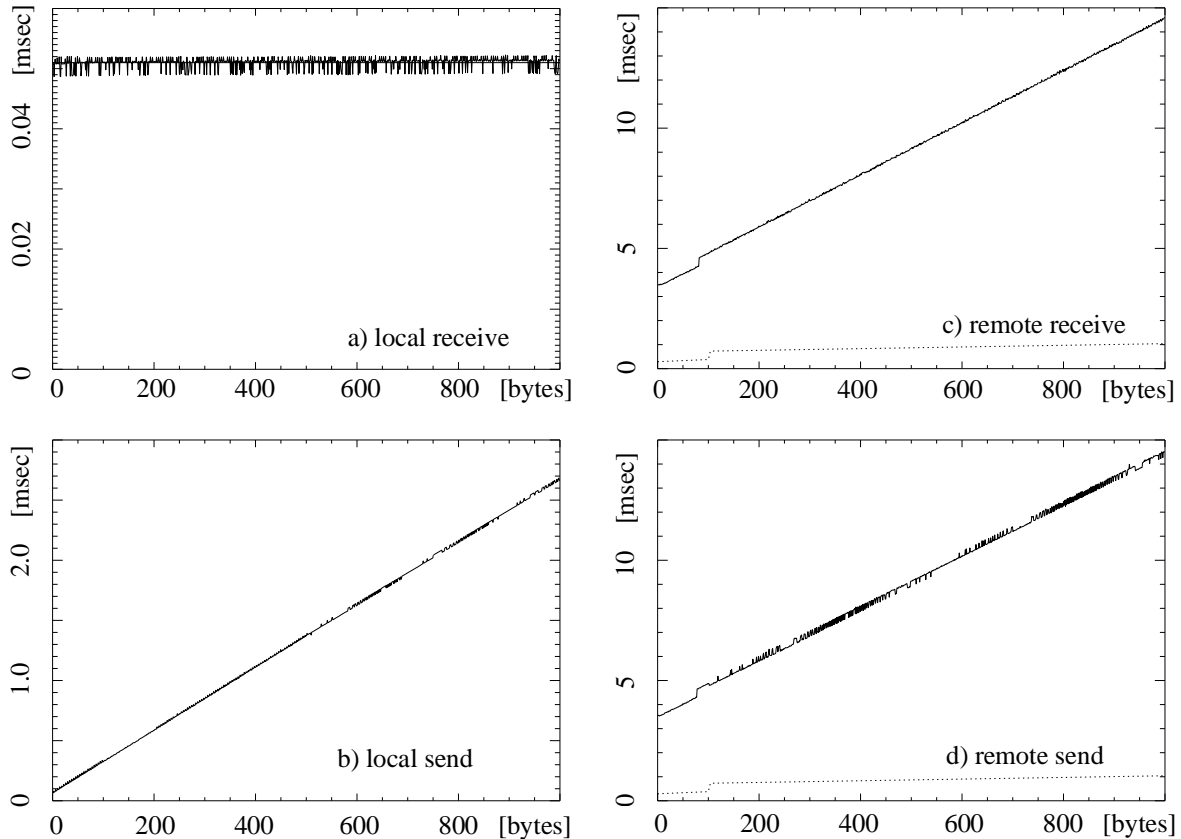 [msec]
0.04
0.02
0
a) local receive
0 200 400 600 800 [bytes]
[msec]
10
5
0
c) remote receive
0 200 400 600 800 [bytes]
[msec]
2.0
1.0
0
b) local send
0 200 400 600 800 [bytes]
[msec]
10
5
0
d) remote send
0 200 400 600 800 [bytes]